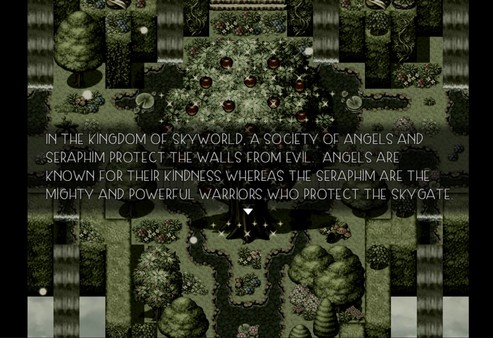 IN THE KINGDOM OF SKYWORLD, A SOCIETY OF ANGELS AND
SERAPHIM PROTECT THE WALLS FROM EVIL. ANGELS ARE
KNOWN FOR THEIR KINDNESS, WHEREAS THE SERAPHIM ARE THE
MIGHTY AND POWERFUL WARRIORS WHO PROTECT THE SKYGATE.